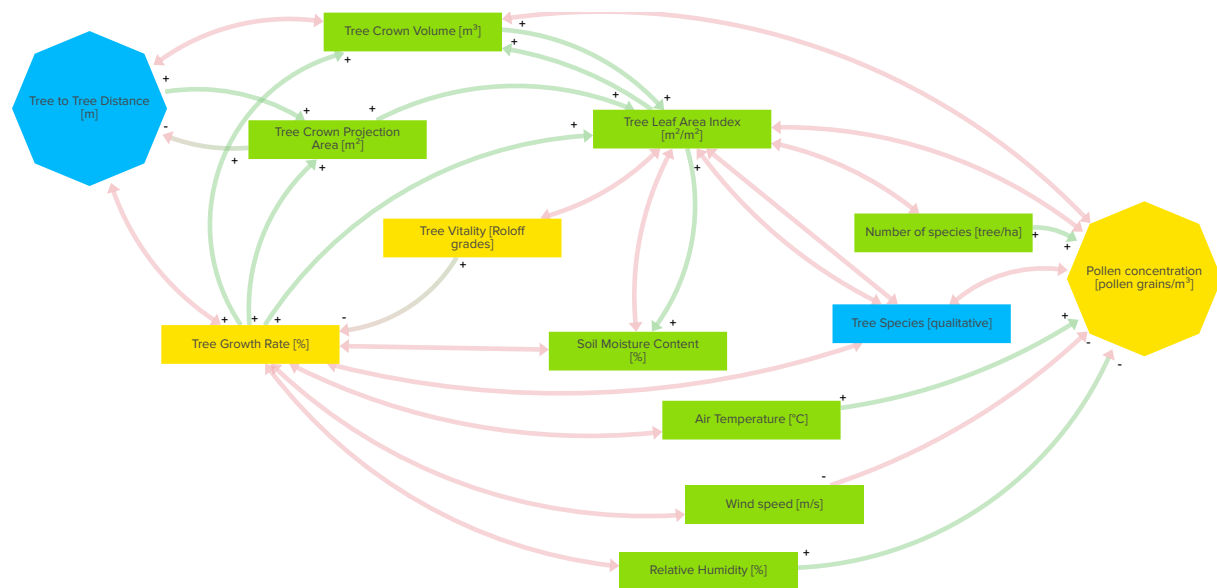 Tree Crown Volume [m³]
Tree to Tree Distance
[m]
Tree Crown Projection
Area [m²]
Tree Leaf Area Index
[m²/m²]
Tree Vitality [Roloff
grades]
Number of species [tree/ha]
Pollen concentration
[pollen grains/m³]
Tree Growth Rate [%]
Soil Moisture Content
[%]
Tree Species [qualitative]
Air Temperature [°C]
Wind speed [m/s]
Relative Humidity [%]